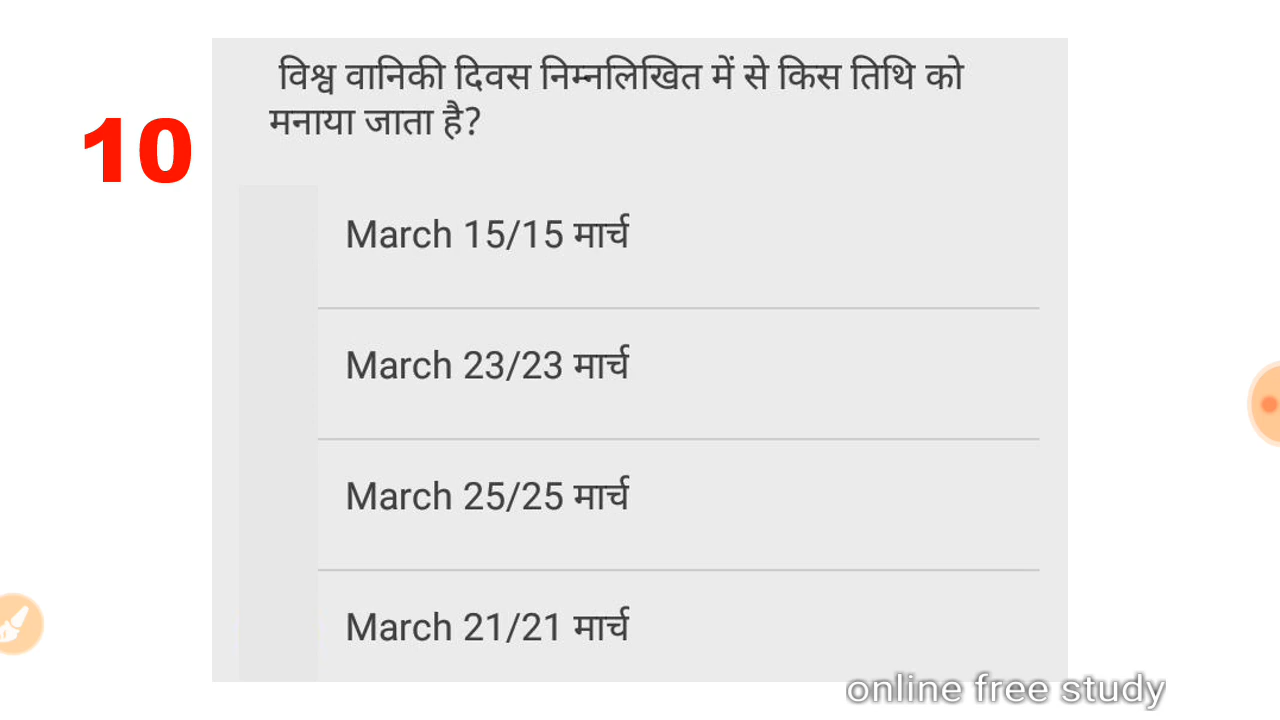 विश्व वानिकी दिवस निम्नलिखित में से किस तिथि को
मनाया जाता है?
10
March 15/15 मार्च
March 23/23 मार्च
March 25/25 मार्च
March 21/21 मार्च
online free study